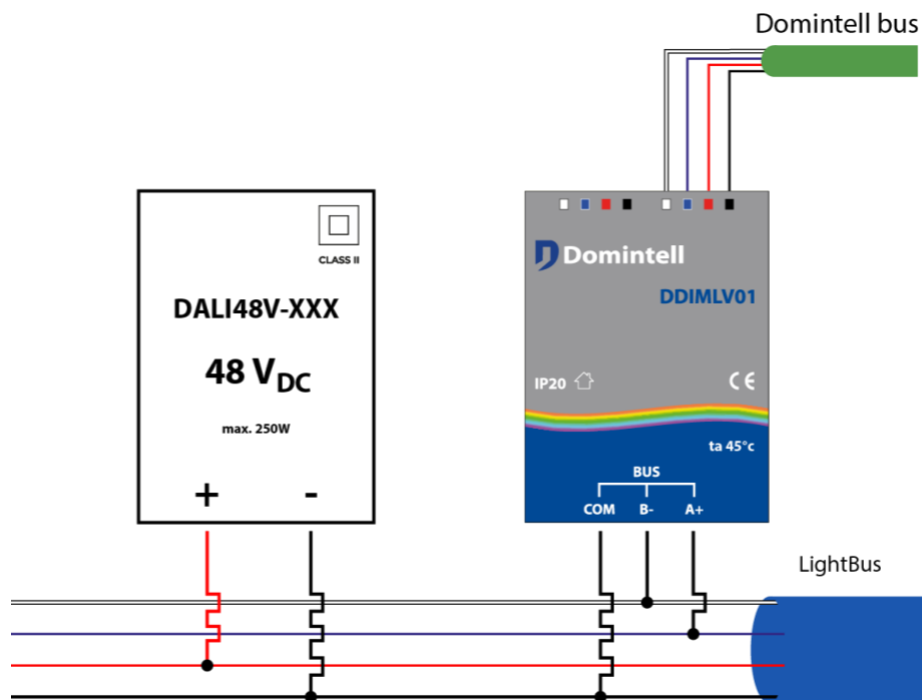 Domintell bus
CLASS II
DALI48V-XXX
48 VDC
max. 250W
+ -
Domintell
DDIMLV01
IP20 CE
ta 45°c
BUS
COM B- A+
LightBus